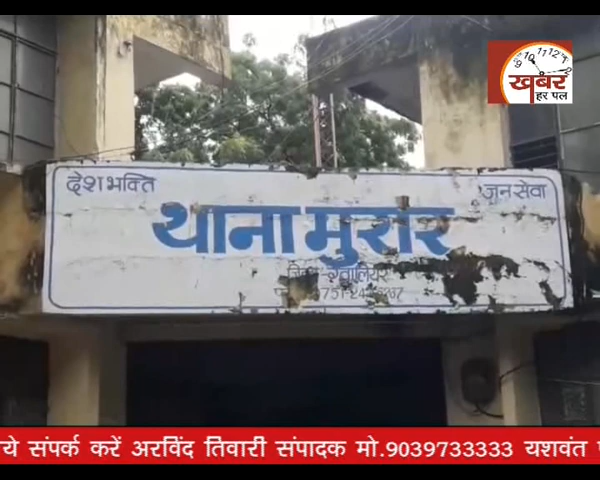 खबर
हर पल
देशभक्ति
जनसेवा
थाना मुरार
ग्वालियर
ये संपर्क करें अरविंद तिवारी संपादक मो.9039733333 यशवंत